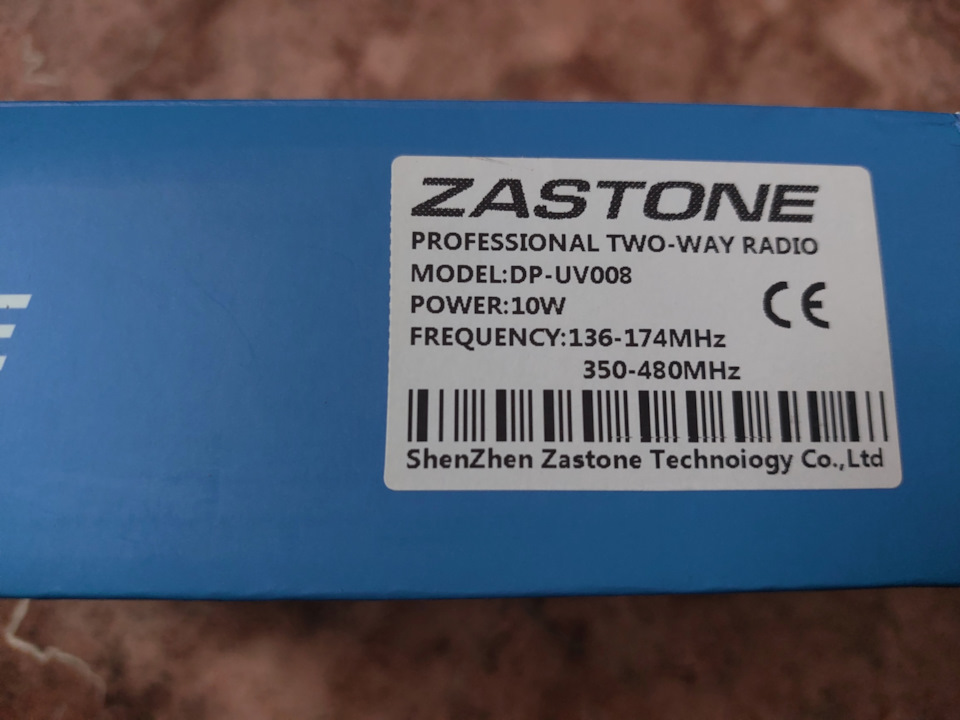 ZASTONE
PROFESSIONAL TWO-WAY RADIO
MODEL:DP-UV008
POWER:10W
CE
FREQUENCY:136-174MHz
350-480MHz
ShenZhen Zastone Technoiogy Co.,Ltd
E